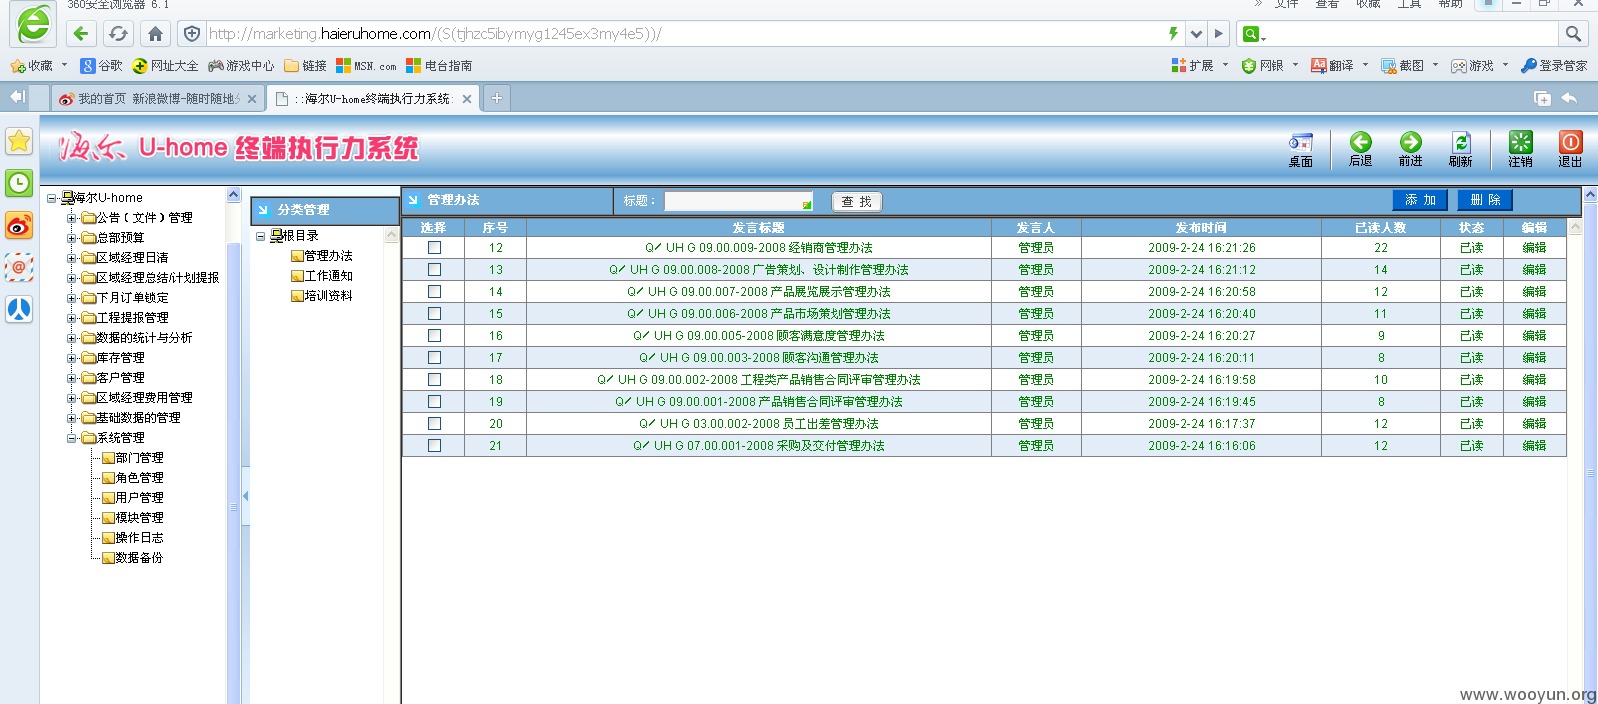 360安全浏览器 6.1
» 文件 查看 收藏 工具 帮助
http://marketing.haieruhome.com/(S(tjhzc5ibymyg1245ex3my4e5))/
收藏 谷歌 网址大全 游戏中心 链接 MSN.com 电台指南 扩展 网银 翻译 截图 游戏 登录管家
我的首页 新浪微博-随时随地 ::海尔U-home终端执行力系统
海尔 U-home 终端执行力系统
桌面 后退 前进 刷新 注销 退出
海尔U-home
公告（文件）管理
总部预算
区域经理日清
区域经理总结/计划提报
下月订单锁定
工程提报管理
数据的统计与分析
库存管理
客户管理
区域经理费用管理
基础数据的管理
系统管理
部门管理
角色管理
用户管理
模块管理
操作日志
数据备份
分类管理
根目录
管理办法
工作通知
培训资料
管理办法 标题： 查 找 添 加 删 除
选择 序号 发言标题 发言人 发布时间 已读人数 状态 编辑
12 Q／UH G 09.00.009-2008 经销商管理办法 管理员 2009-2-24 16:21:26 22 已读 编辑
13 Q／UH G 09.00.008-2008 广告策划、设计制作管理办法 管理员 2009-2-24 16:21:12 14 已读 编辑
14 Q／UH G 09.00.007-2008 产品展览展示管理办法 管理员 2009-2-24 16:20:58 12 已读 编辑
15 Q／UH G 09.00.006-2008 产品市场策划管理办法 管理员 2009-2-24 16:20:40 11 已读 编辑
16 Q／UH G 09.00.005-2008 顾客满意度管理办法 管理员 2009-2-24 16:20:27 9 已读 编辑
17 Q／UH G 09.00.003-2008 顾客沟通管理办法 管理员 2009-2-24 16:20:11 8 已读 编辑
18 Q／UH G 09.00.002-2008 工程类产品销售合同评审管理办法 管理员 2009-2-24 16:19:58 10 已读 编辑
19 Q／UH G 09.00.001-2008 产品销售合同评审管理办法 管理员 2009-2-24 16:19:45 8 已读 编辑
20 Q／UH G 03.00.002-2008 员工出差管理办法 管理员 2009-2-24 16:17:37 12 已读 编辑
21 Q／UH G 07.00.001-2008 采购及交付管理办法 管理员 2009-2-24 16:16:06 12 已读 编辑
www.wooyun.org